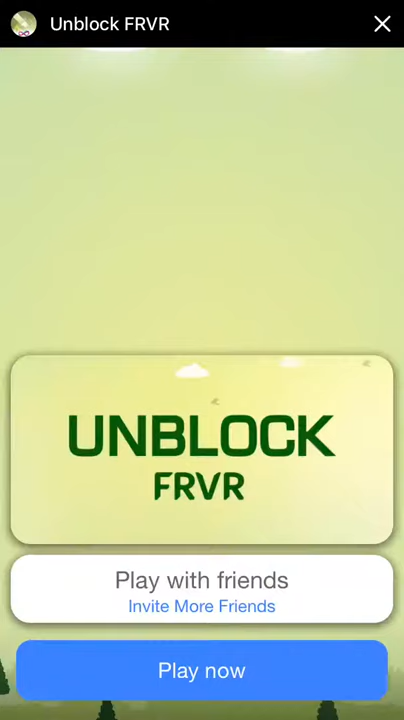 Unblock FRVR
UNBLOCK
FRVR
Play with friends
Invite More Friends
Play now